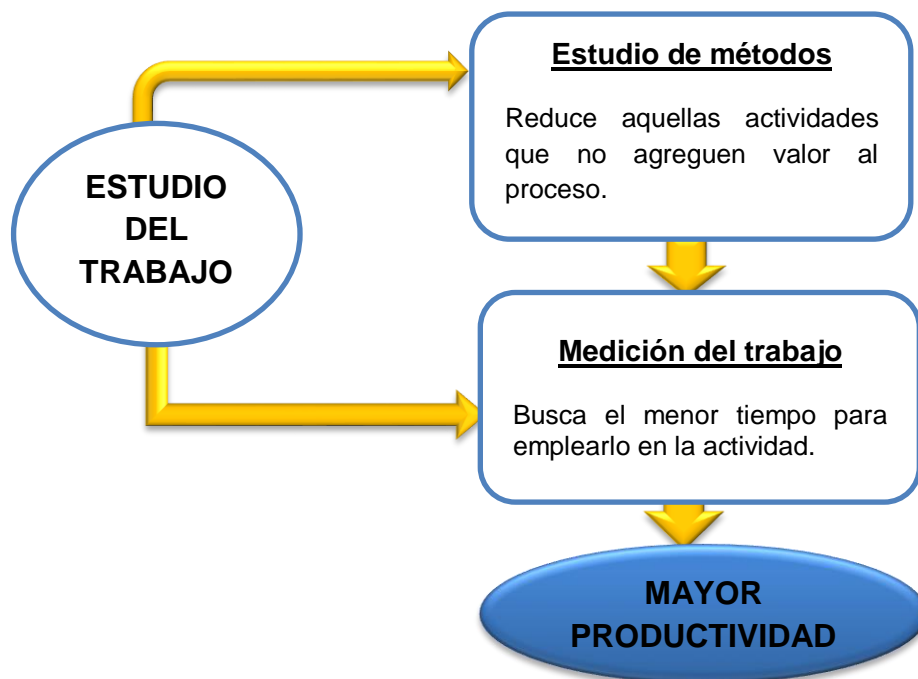 ESTUDIO
DEL
TRABAJO
Estudio de métodos
Reduce aquellas actividades
que no agreguen valor al
proceso.
Medición del trabajo
Busca el menor tiempo para
emplearlo en la actividad.
MAYOR
PRODUCTIVIDAD